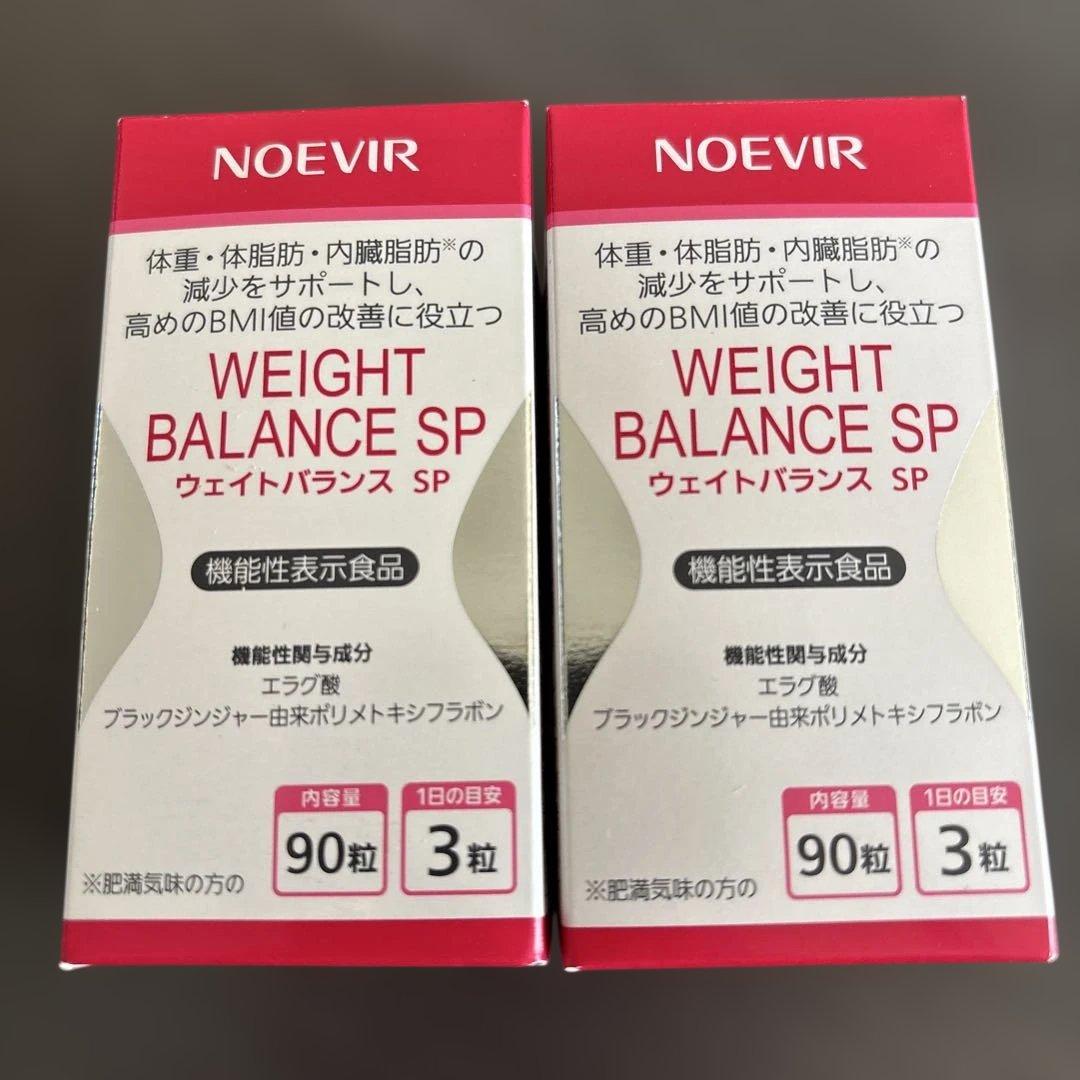 NOEVIR
体重・体脂肪・内臓脂肪※の
減少をサポートし、
高めのBMI値の改善に役立つ
WEIGHT
BALANCE SP
ウェイトバランス SP
機能性表示食品
機能性関与成分
エラグ酸
ブラックジンジャー由来ポリメトキシフラボン
内容量
90粒
1日の目安
3粒
※肥満気味の方の
NOEVIR
体重・体脂肪・内臓脂肪※の
減少をサポートし、
高めのBMI値の改善に役立つ
WEIGHT
BALANCE SP
ウェイトバランス SP
機能性表示食品
機能性関与成分
エラグ酸
ブラックジンジャー由来ポリメトキシフラボン
内容量
90粒
1日の目安
3粒
※肥満気味の方の